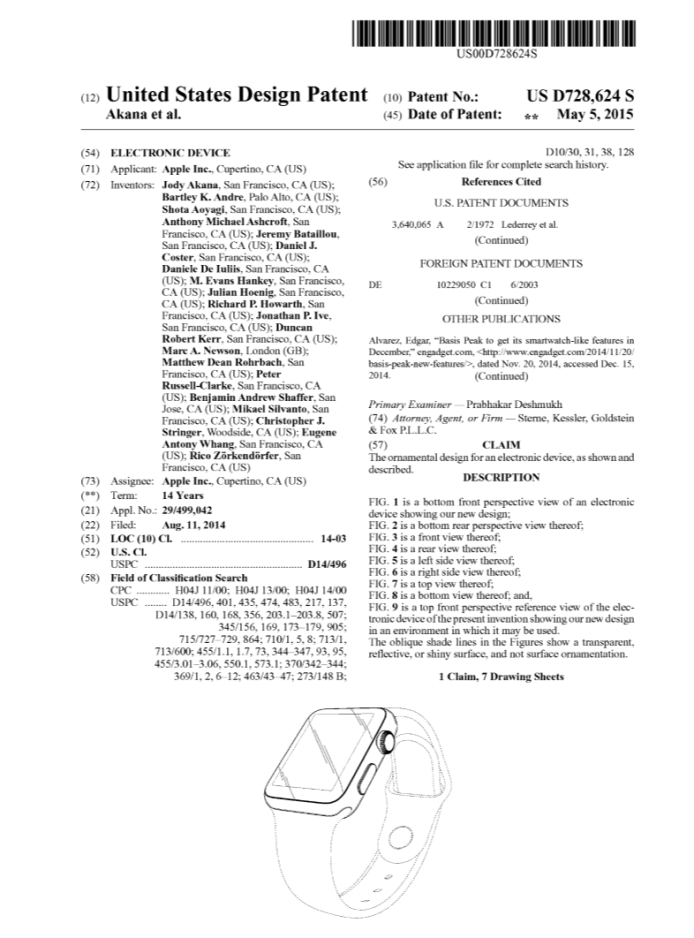 US00D728624S
(12) United States Design Patent
Akana et al.
(10) Patent No.: US D728,624 S
(45) Date of Patent: ** May 5, 2015
(54) ELECTRONIC DEVICE
(71) Applicant: Apple Inc., Cupertino, CA (US)
(72) Inventors: Jody Akana, San Francisco, CA (US);
Bartley K. Andre, Palo Alto, CA (US);
Shota Aoyagi, San Francisco, CA (US);
Anthony Michael Ashcroft, San
Francisco, CA (US); Jeremy Bataillou,
San Francisco, CA (US); Daniel J.
Coster, San Francisco, CA (US);
Daniele De Iuliis, San Francisco, CA
(US); M. Evans Hankey, San Francisco,
CA (US); Julian Hoenig, San Francisco,
CA (US); Richard P. Howarth, San
Francisco, CA (US); Jonathan P. Ive,
San Francisco, CA (US); Duncan
Robert Kerr, San Francisco, CA (US);
Marc A. Newson, London (GB);
Matthew Dean Rohrbach, San
Francisco, CA (US); Peter
Russell-Clarke, San Francisco, CA
(US); Benjamin Andrew Shaffer, San
Jose, CA (US); Mikael Silvanto, San
Francisco, CA (US); Christopher J.
Stringer, Woodside, CA (US); Eugene
Antony Whang, San Francisco, CA
(US); Rico Zörkendörfer, San
Francisco, CA (US)
(73) Assignee: Apple Inc., Cupertino, CA (US)
(**) Term: 14 Years
(21) Appl. No.: 29/499,042
(22) Filed: Aug. 11, 2014
(51) LOC (10) Cl. .................................................. 14-03
(52) U.S. Cl.
USPC .......................................................... D14/496
(58) Field of Classification Search
CPC ............ H04J 11/00; H04J 13/00; H04J 14/00
USPC ........ D14/496, 401, 435, 474, 483, 217, 137,
D14/138, 160, 168, 356, 203.1–203.8, 507;
345/156, 169, 173–179, 905;
715/727–729, 864; 710/1, 5, 8; 713/1,
713/600; 455/1.1, 1.7, 73, 344–347, 93, 95,
455/3.01–3.06, 550.1, 573.1; 370/342–344;
369/1, 2, 6–12; 463/43–47; 273/148 B;
D10/30, 31, 38, 128
See application file for complete search history.
(56) References Cited
U.S. PATENT DOCUMENTS
3,640,065 A 2/1972 Lederrey et al.
(Continued)
FOREIGN PATENT DOCUMENTS
DE 10229050 C1 6/2003
(Continued)
OTHER PUBLICATIONS
Alvarez, Edgar, “Basis Peak to get its smartwatch-like features in
December,” engadget.com, <http://www.engadget.com/2014/11/20/
basis-peak-new-features/>, dated Nov. 20, 2014, accessed Dec. 15,
2014. (Continued)
Primary Examiner — Prabhakar Deshmukh
(74) Attorney, Agent, or Firm — Sterne, Kessler, Goldstein
& Fox P.L.L.C.
(57) CLAIM
The ornamental design for an electronic device, as shown and
described.
DESCRIPTION
FIG. 1 is a bottom front perspective view of an electronic
device showing our new design;
FIG. 2 is a bottom rear perspective view thereof;
FIG. 3 is a front view thereof;
FIG. 4 is a rear view thereof;
FIG. 5 is a left side view thereof;
FIG. 6 is a right side view thereof;
FIG. 7 is a top view thereof;
FIG. 8 is a bottom view thereof; and,
FIG. 9 is a top front perspective reference view of the elec-
tronic device of the present invention showing our new design
in an environment in which it may be used.
The oblique shade lines in the Figures show a transparent,
reflective, or shiny surface, and not surface ornamentation.
1 Claim, 7 Drawing Sheets